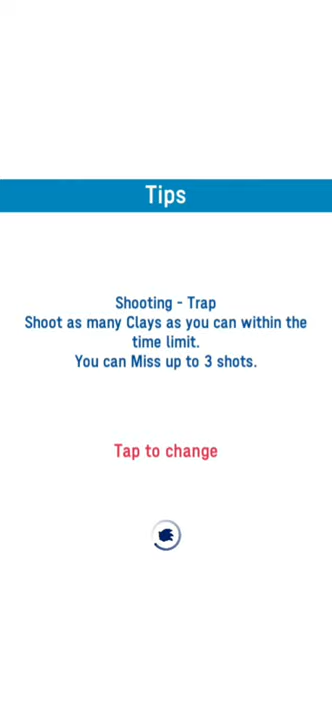 Tips
Shooting - Trap
Shoot as many Clays as you can within the
time limit.
You can Miss up to 3 shots.
Tap to change